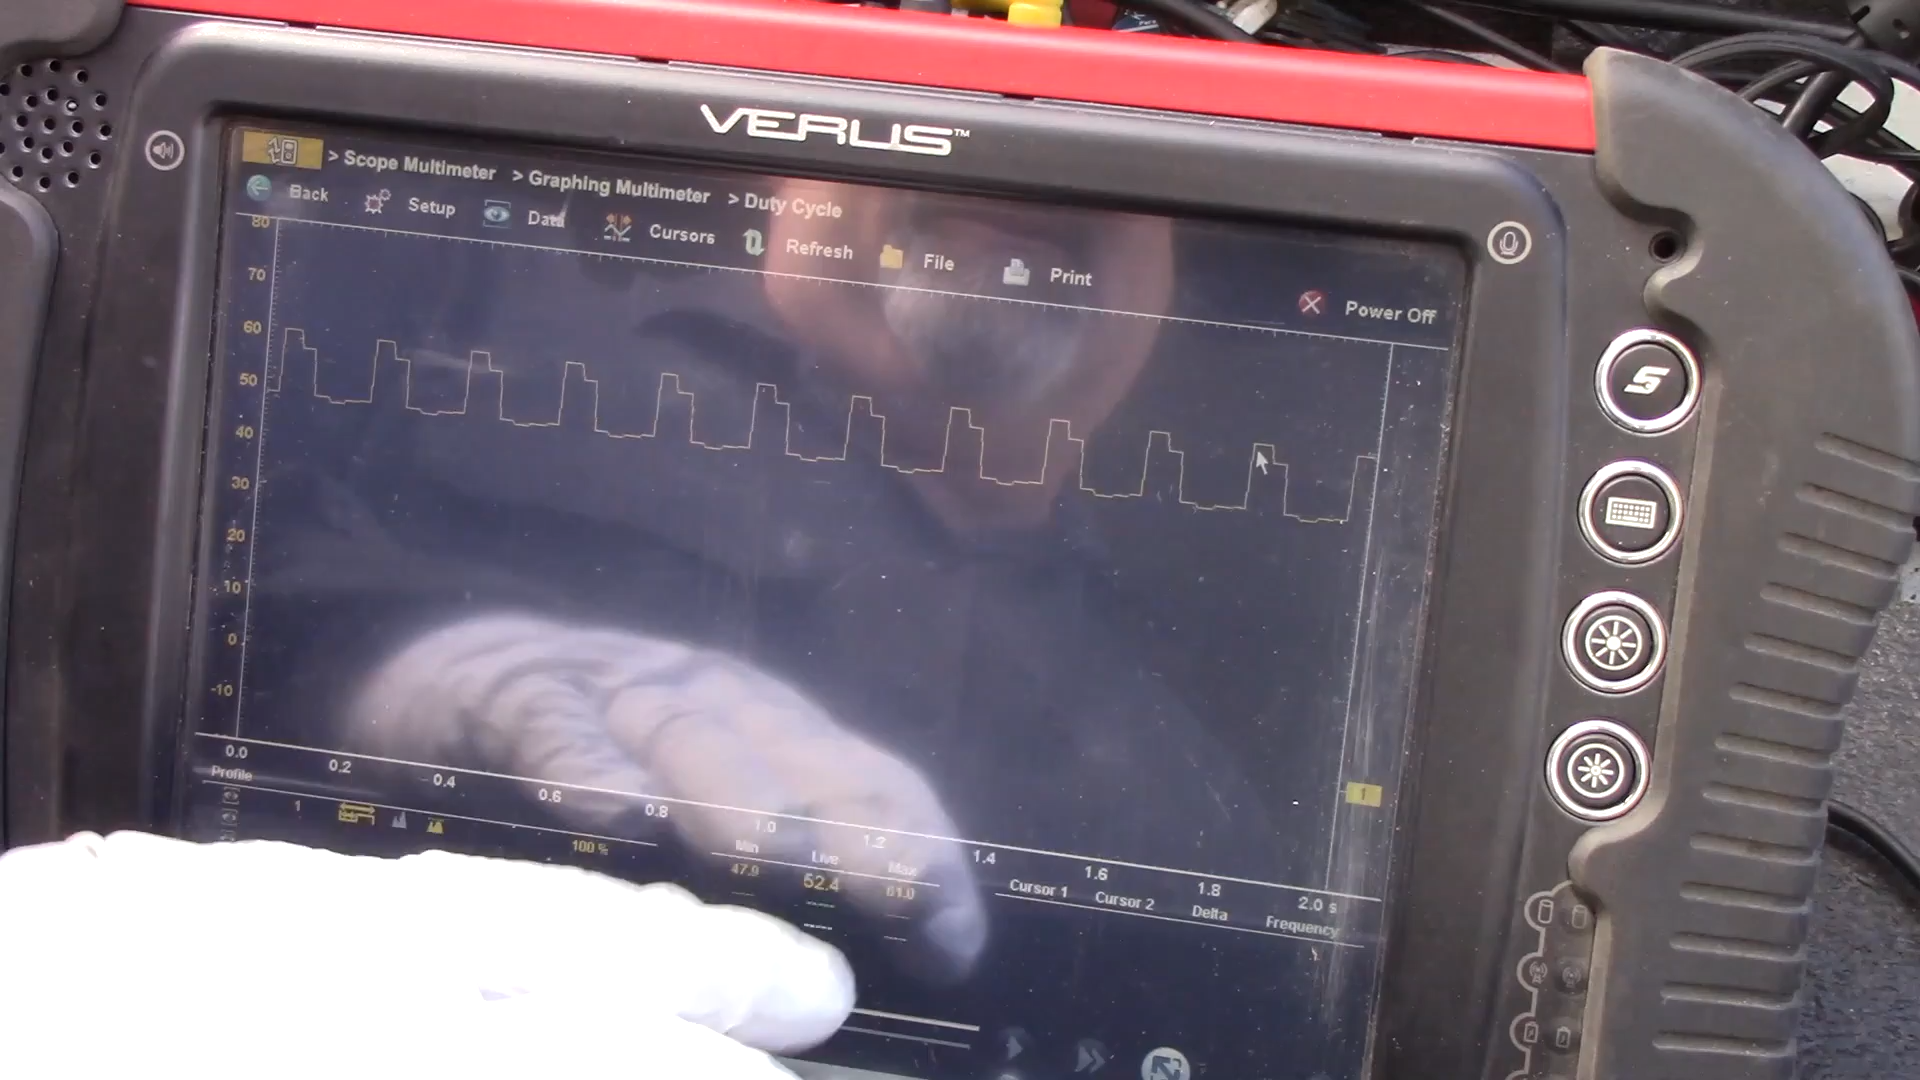 VERUS™
> Scope Multimeter > Graphing Multimeter > Duty Cycle
Back Setup Data Cursors Refresh File Print Power Off
80
70
60
50
40
30
20
10
0
-10
0.0 0.2 0.4 0.6 0.8 1.0 1.2 1.4 1.6 1.8 2.0 s
Profile
1 100 %
Min Live Max Cursor 1 Cursor 2 Delta Frequency
47.9 52.4 61.0
1